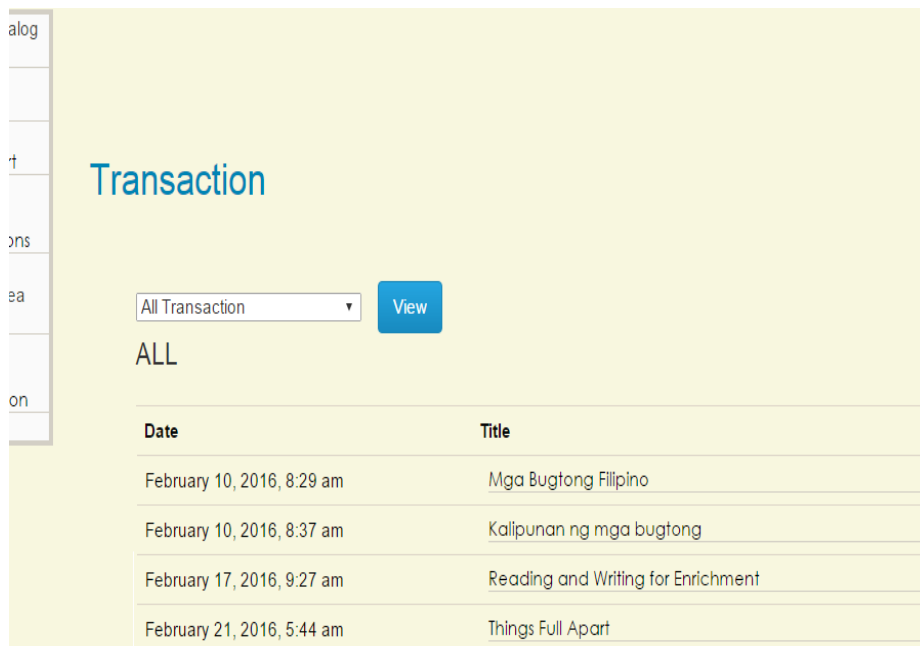 alog
rt
ons
ea
on
Transaction
All Transaction
View
ALL
Date Title
February 10, 2016, 8:29 am Mga Bugtong Filipino
February 10, 2016, 8:37 am Kalipunan ng mga bugtong
February 17, 2016, 9:27 am Reading and Writing for Enrichment
February 21, 2016, 5:44 am Things Full Apart